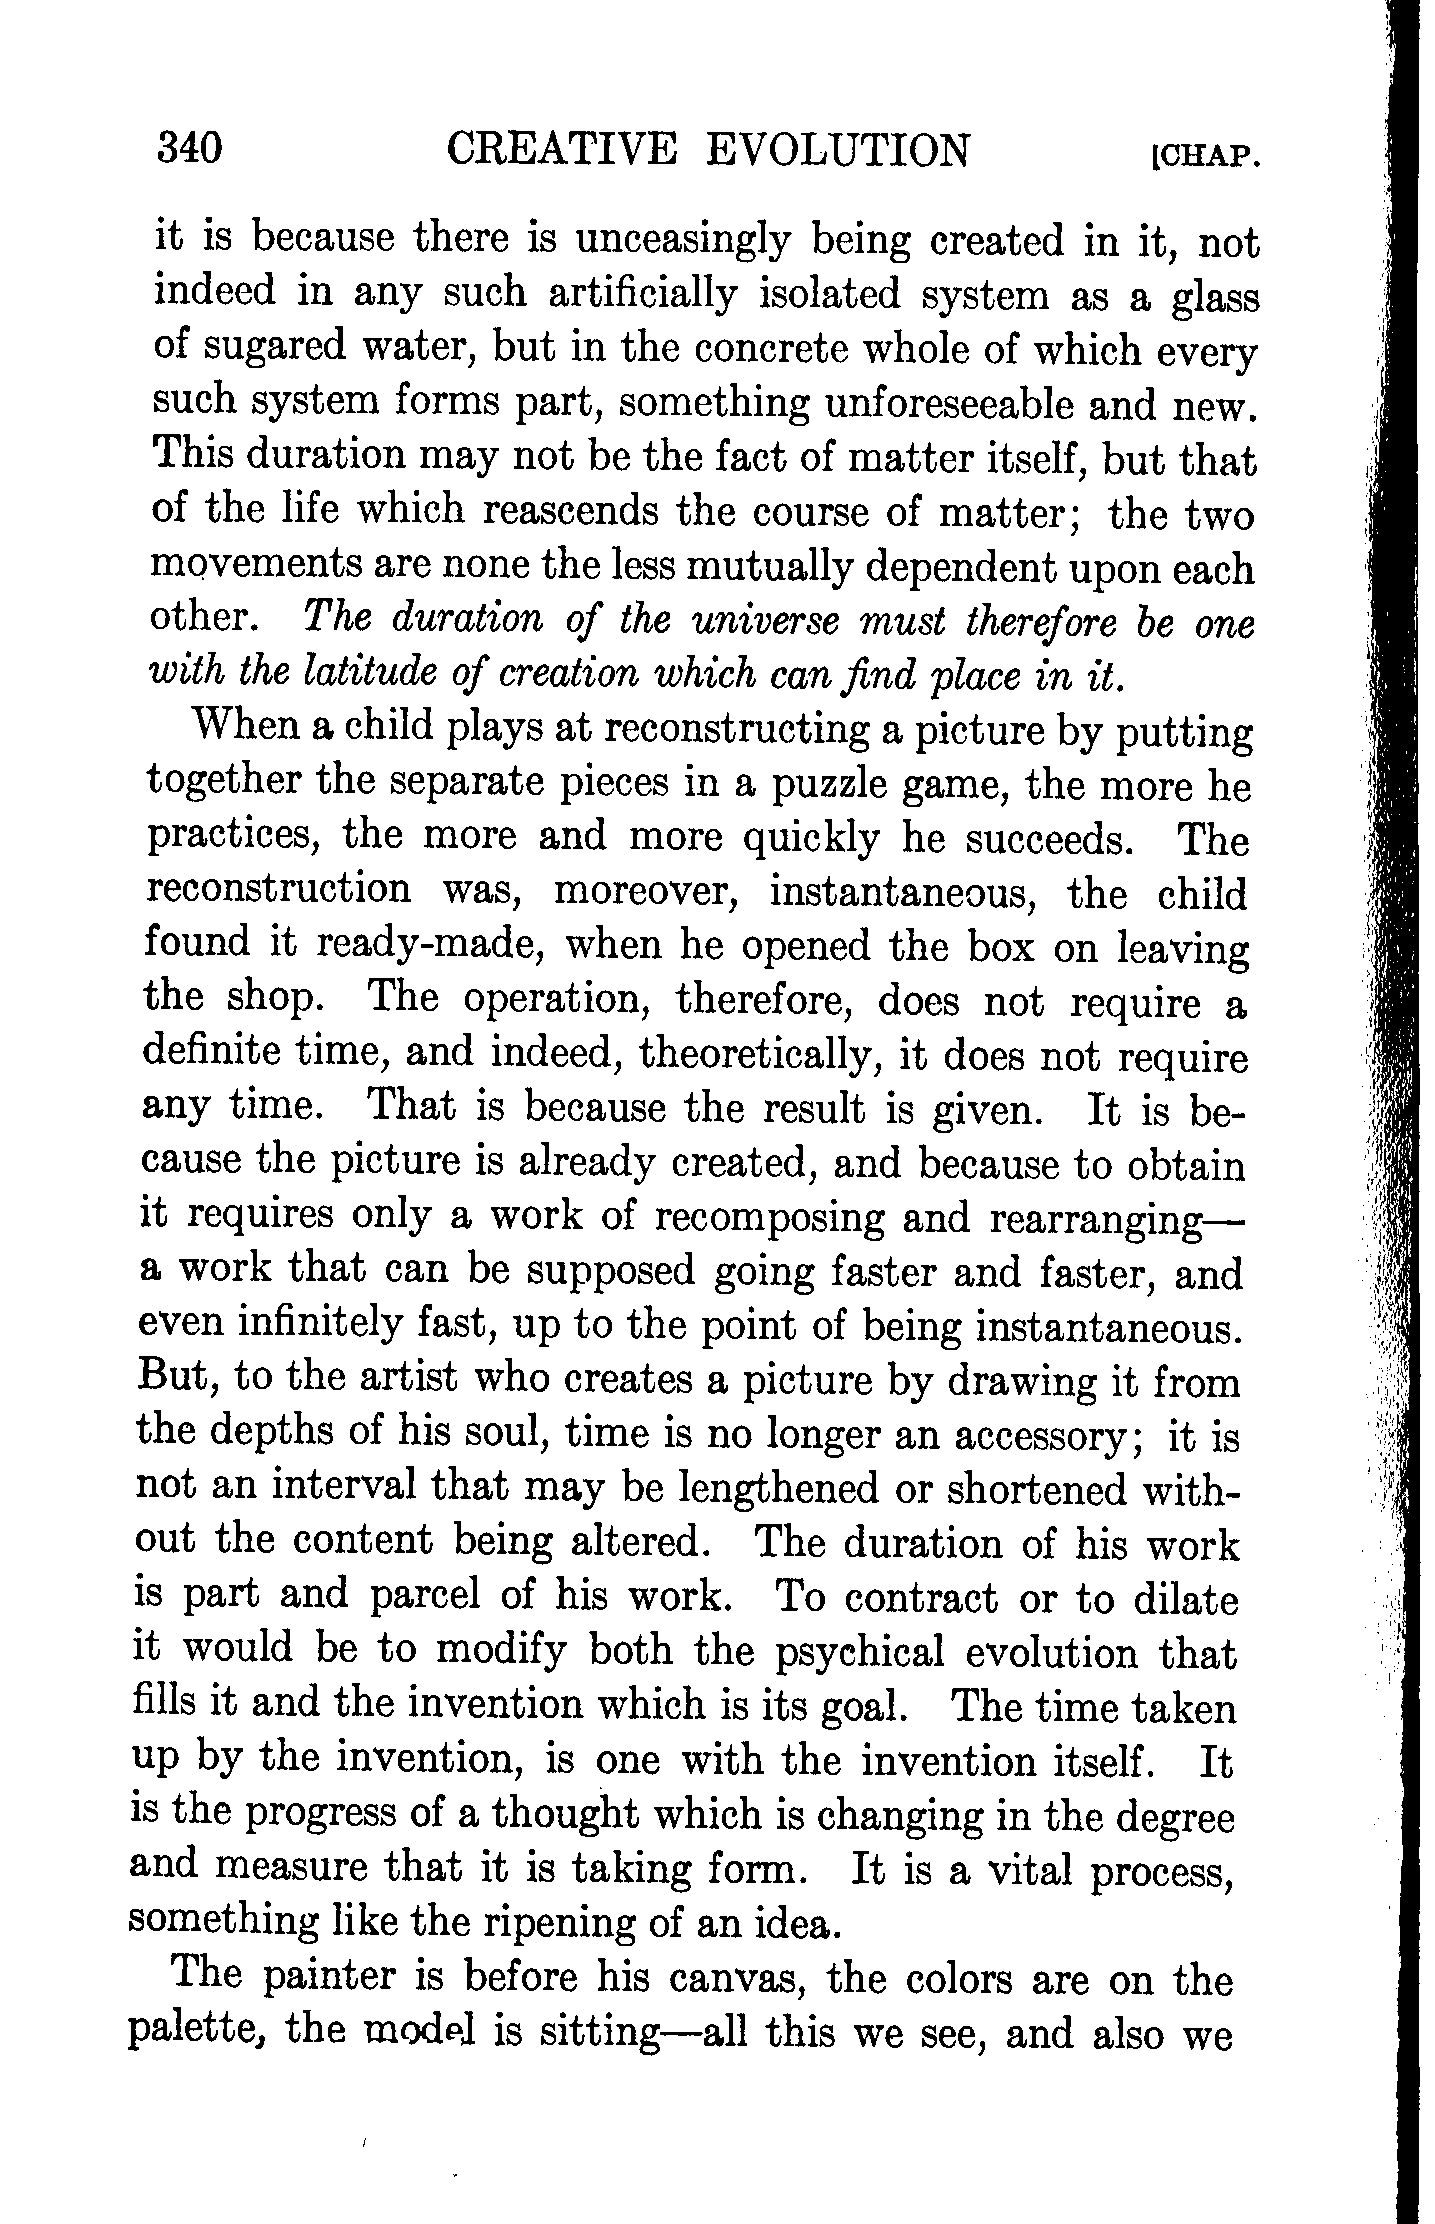 340 CREATIVE EVOLUTION [CHAP.
it is because there is unceasingly being created in it, not
indeed in any such artificially isolated system as a glass
of sugared water, but in the concrete whole of which every
such system forms part, something unforeseeable and new.
This duration may not be the fact of matter itself, but that
of the life which reascends the course of matter; the two
movements are none the less mutually dependent upon each
other. The duration of the universe must therefore be one
with the latitude of creation which can find place in it.
When a child plays at reconstructing a picture by putting
together the separate pieces in a puzzle game, the more he
practices, the more and more quickly he succeeds. The
reconstruction was, moreover, instantaneous, the child
found it ready-made, when he opened the box on leaving
the shop. The operation, therefore, does not require a
definite time, and indeed, theoretically, it does not require
any time. That is because the result is given. It is be-
cause the picture is already created, and because to obtain
it requires only a work of recomposing and rearranging—
a work that can be supposed going faster and faster, and
even infinitely fast, up to the point of being instantaneous.
But, to the artist who creates a picture by drawing it from
the depths of his soul, time is no longer an accessory; it is
not an interval that may be lengthened or shortened with-
out the content being altered. The duration of his work
is part and parcel of his work. To contract or to dilate
it would be to modify both the psychical evolution that
fills it and the invention which is its goal. The time taken
up by the invention, is one with the invention itself. It
is the progress of a thought which is changing in the degree
and measure that it is taking form. It is a vital process,
something like the ripening of an idea.
The painter is before his canvas, the colors are on the
palette, the model is sitting—all this we see, and also we